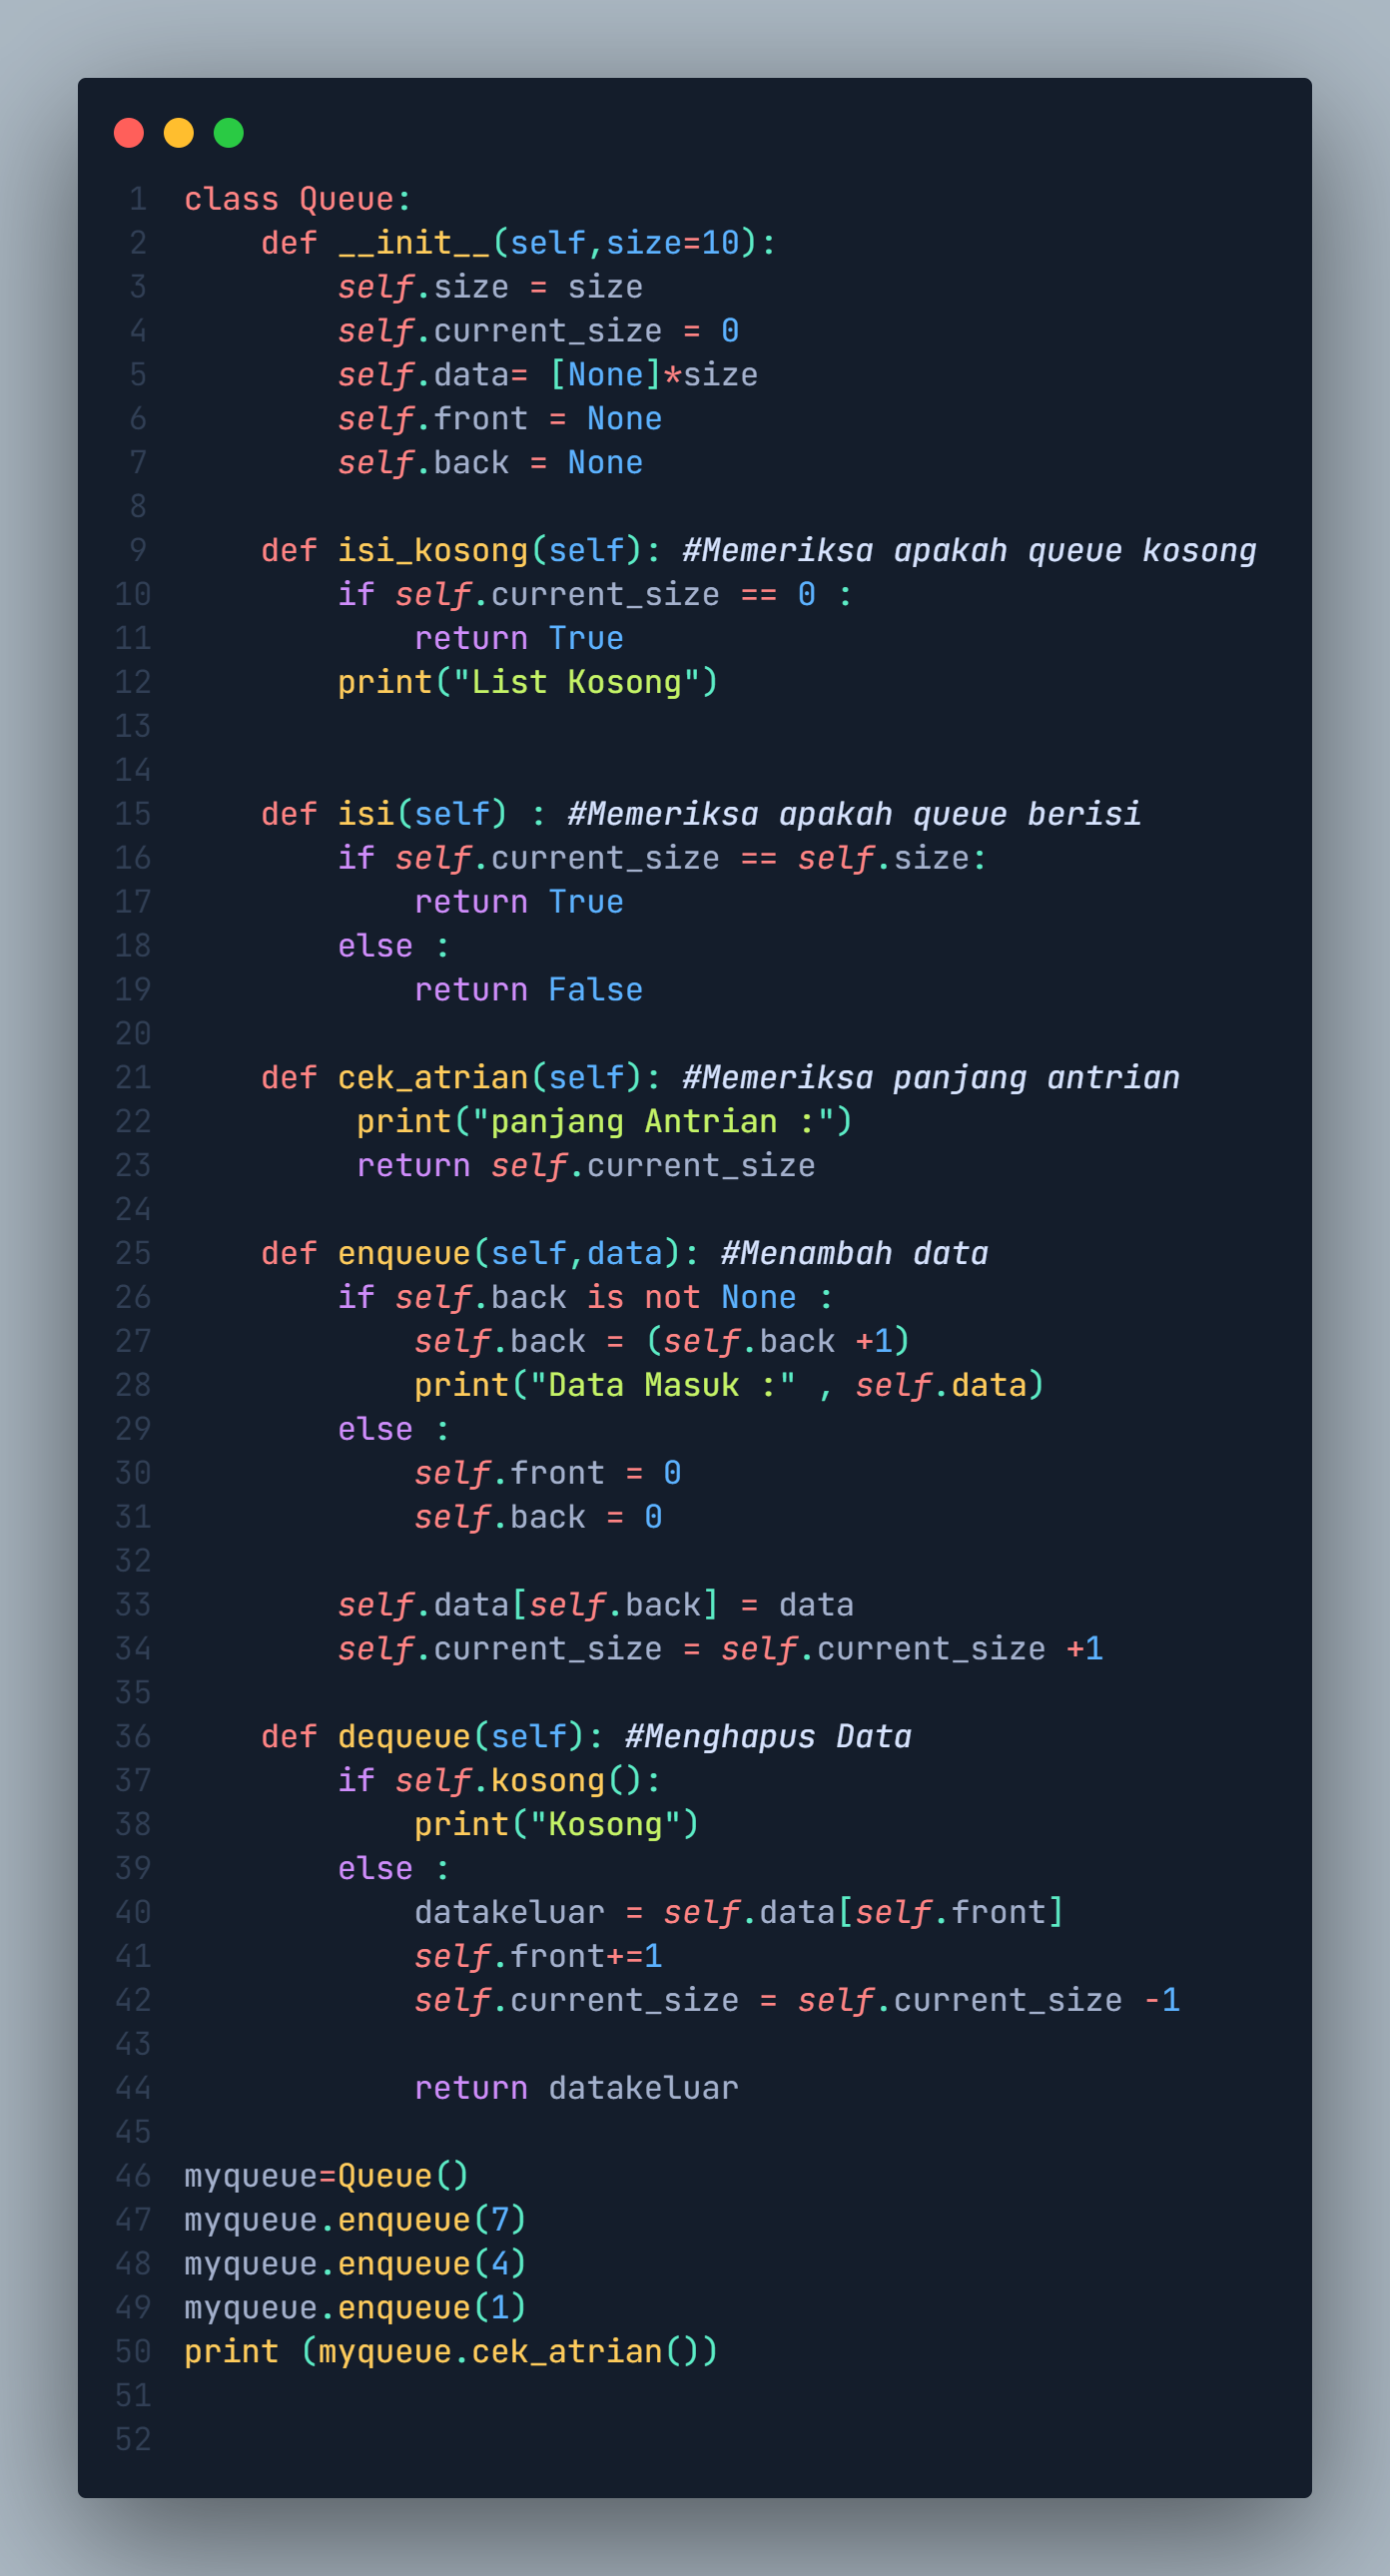 1 class Queue:
2     def __init__(self,size=10):
3         self.size = size
4         self.current_size = 0
5         self.data= [None]*size
6         self.front = None
7         self.back = None
8
9     def isi_kosong(self): #Memeriksa apakah queue kosong
10         if self.current_size == 0 :
11             return True
12         print("List Kosong")
13
14
15     def isi(self) : #Memeriksa apakah queue berisi
16         if self.current_size == self.size:
17             return True
18         else :
19             return False
20
21     def cek_atrian(self): #Memeriksa panjang antrian
22          print("panjang Antrian :")
23          return self.current_size
24
25     def enqueue(self,data): #Menambah data
26         if self.back is not None :
27             self.back = (self.back +1)
28             print("Data Masuk :" , self.data)
29         else :
30             self.front = 0
31             self.back = 0
32
33         self.data[self.back] = data
34         self.current_size = self.current_size +1
35
36     def dequeue(self): #Menghapus Data
37         if self.kosong():
38             print("Kosong")
39         else :
40             datakeluar = self.data[self.front]
41             self.front+=1
42             self.current_size = self.current_size -1
43
44             return datakeluar
45
46 myqueue=Queue()
47 myqueue.enqueue(7)
48 myqueue.enqueue(4)
49 myqueue.enqueue(1)
50 print (myqueue.cek_atrian())
51
52